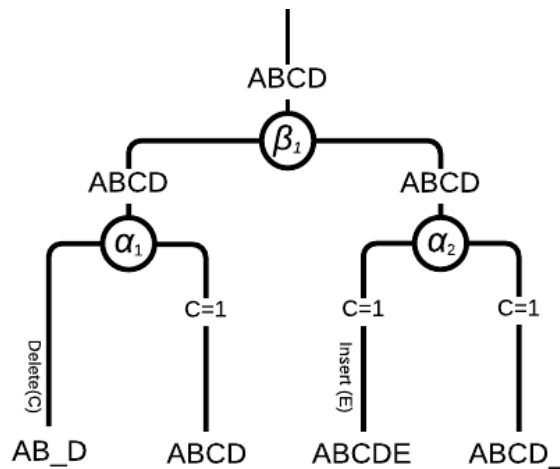 ABCD
β1
ABCD
ABCD
α1
α2
C=1
C=1
C=1
Delete(C)
Insert (E)
AB_D
ABCD
ABCDE
ABCD_